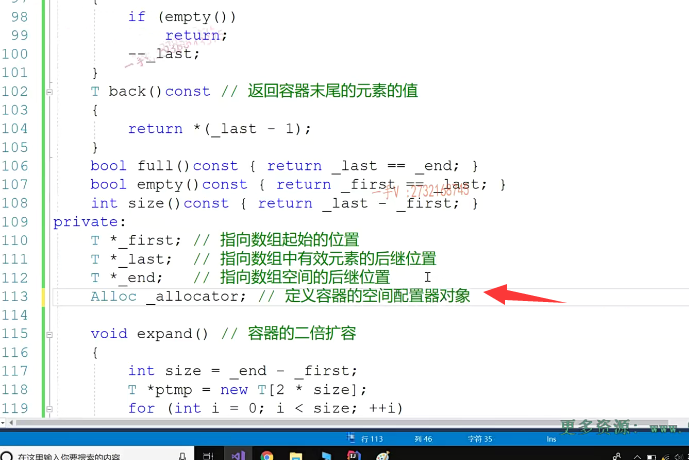 98 if (empty())
99 return;
100 --_last;
101 }
102 T back()const // 返回容器末尾的元素的值
103 {
104 return *(_last - 1);
105 }
106 bool full()const { return _last == _end; }
107 bool empty()const { return _first == _last; }
108 int size()const { return _last - _first; }
109 private:
110 T *_first; // 指向数组起始的位置
111 T *_last; // 指向数组中有效元素的后继位置
112 T *_end; // 指向数组空间的后继位置
113 Alloc _allocator; // 定义容器的空间配置器对象
114
115 void expand() // 容器的二倍扩容
116 {
117 int size = _end - _first;
118 T *ptmp = new T[2 * size];
119 for (int i = 0; i < size; ++i)
更多资源: www
行 113 列 46 字符 35 Ins
在这里输入你要搜索的内容